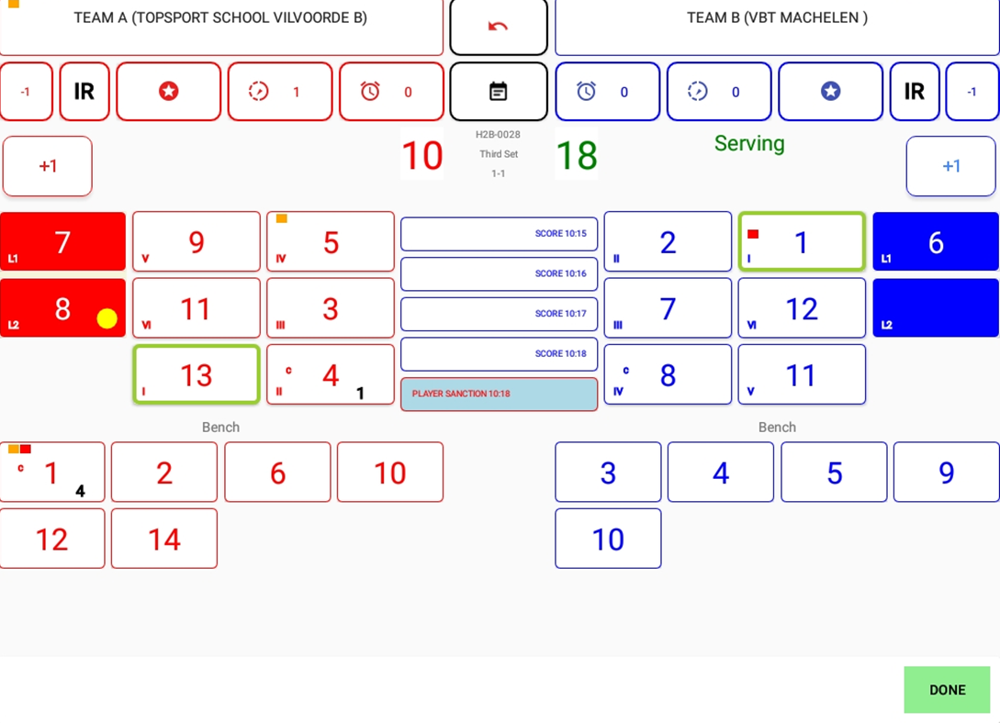 TEAM A (TOPSPORT SCHOOL VILVOORDE B)
TEAM B (VBT MACHELEN )
-1
IR
1
0
0
0
IR
-1
+1
10
H2B-0028
Third Set
1-1
18
Serving
+1
7
L1
9
V
5
IV
SCORE 10:15
2
II
1
I
6
L1
SCORE 10:16
8
L2
11
VI
3
III
SCORE 10:17
7
III
12
VI
L2
SCORE 10:18
13
I
C
4
II
1
PLAYER SANCTION 10:18
C
8
IV
11
V
Bench
Bench
C
1
4
2
6
10
3
4
5
9
12
14
10
DONE